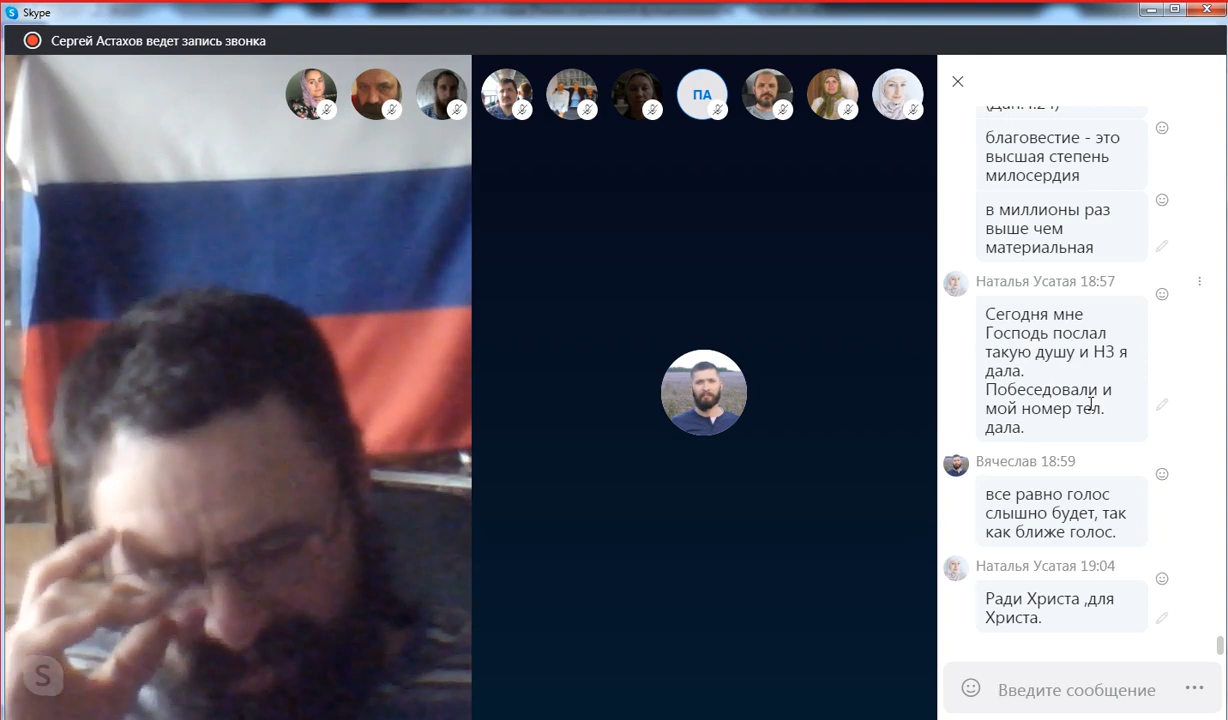 Skype
Сергей Астахов ведет запись звонка
ПА
благовестие - это
высшая степень
милосердия
в миллионы раз
выше чем
материальная
Наталья Усатая 18:57
Сегодня мне
Господь послал
такую душу и НЗ я
дала.
Побеседовали и
мой номер тел.
дала.
Вячеслав 18:59
все равно голос
слышно будет, так
как ближе голос.
Наталья Усатая 19:04
Ради Христа ,для
Христа.
Введите сообщение
S